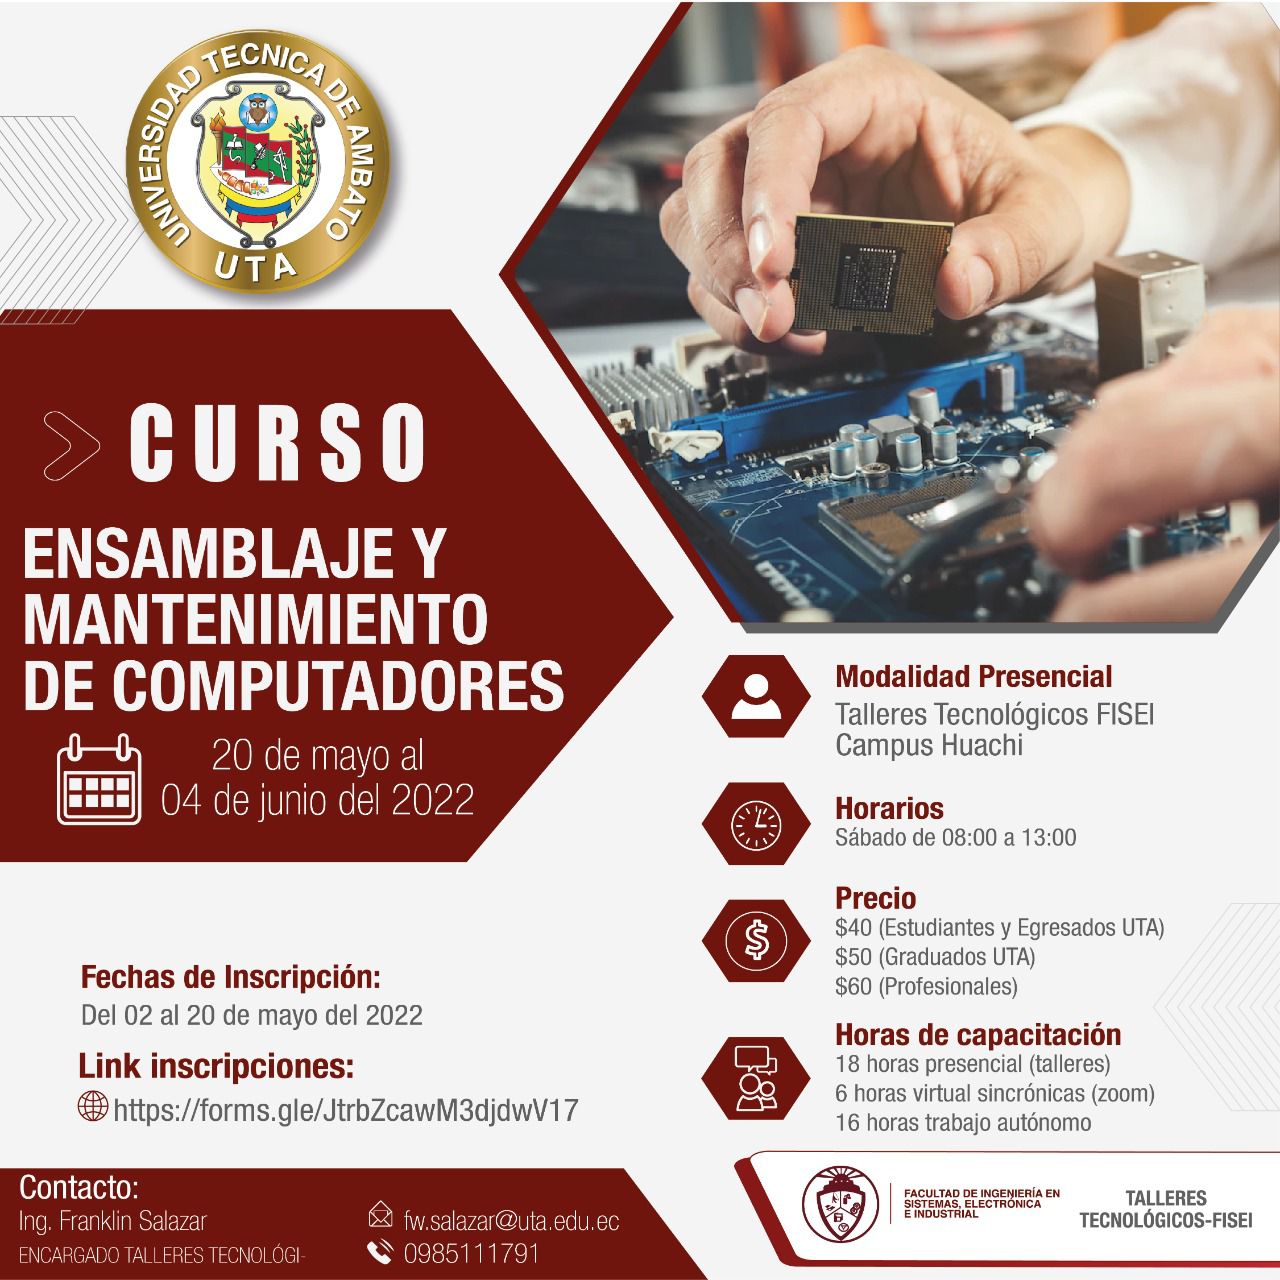 UNIVERSIDAD TECNICA DE AMBATO
UTA
CURSO
ENSAMBLAJE Y
MANTENIMIENTO
DE COMPUTADORES
20 de mayo al
04 de junio del 2022
Modalidad Presencial
Talleres Tecnológicos FISEI
Campus Huachi
Horarios
Sábado de 08:00 a 13:00
Precio
$40 (Estudiantes y Egresados UTA)
$50 (Graduados UTA)
$60 (Profesionales)
Horas de capacitación
18 horas presencial (talleres)
6 horas virtual sincrónicas (zoom)
16 horas trabajo autónomo
Fechas de Inscripción:
Del 02 al 20 de mayo del 2022
Link inscripciones:
https://forms.gle/JtrbZcawM3djdwV17
Contacto:
Ing. Franklin Salazar
ENCARGADO TALLERES TECNOLÓGI-
fw.salazar@uta.edu.ec
0985111791
FACULTAD DE INGENIERÍA EN
SISTEMAS, ELECTRÓNICA
E INDUSTRIAL
TALLERES
TECNOLÓGICOS-FISEI